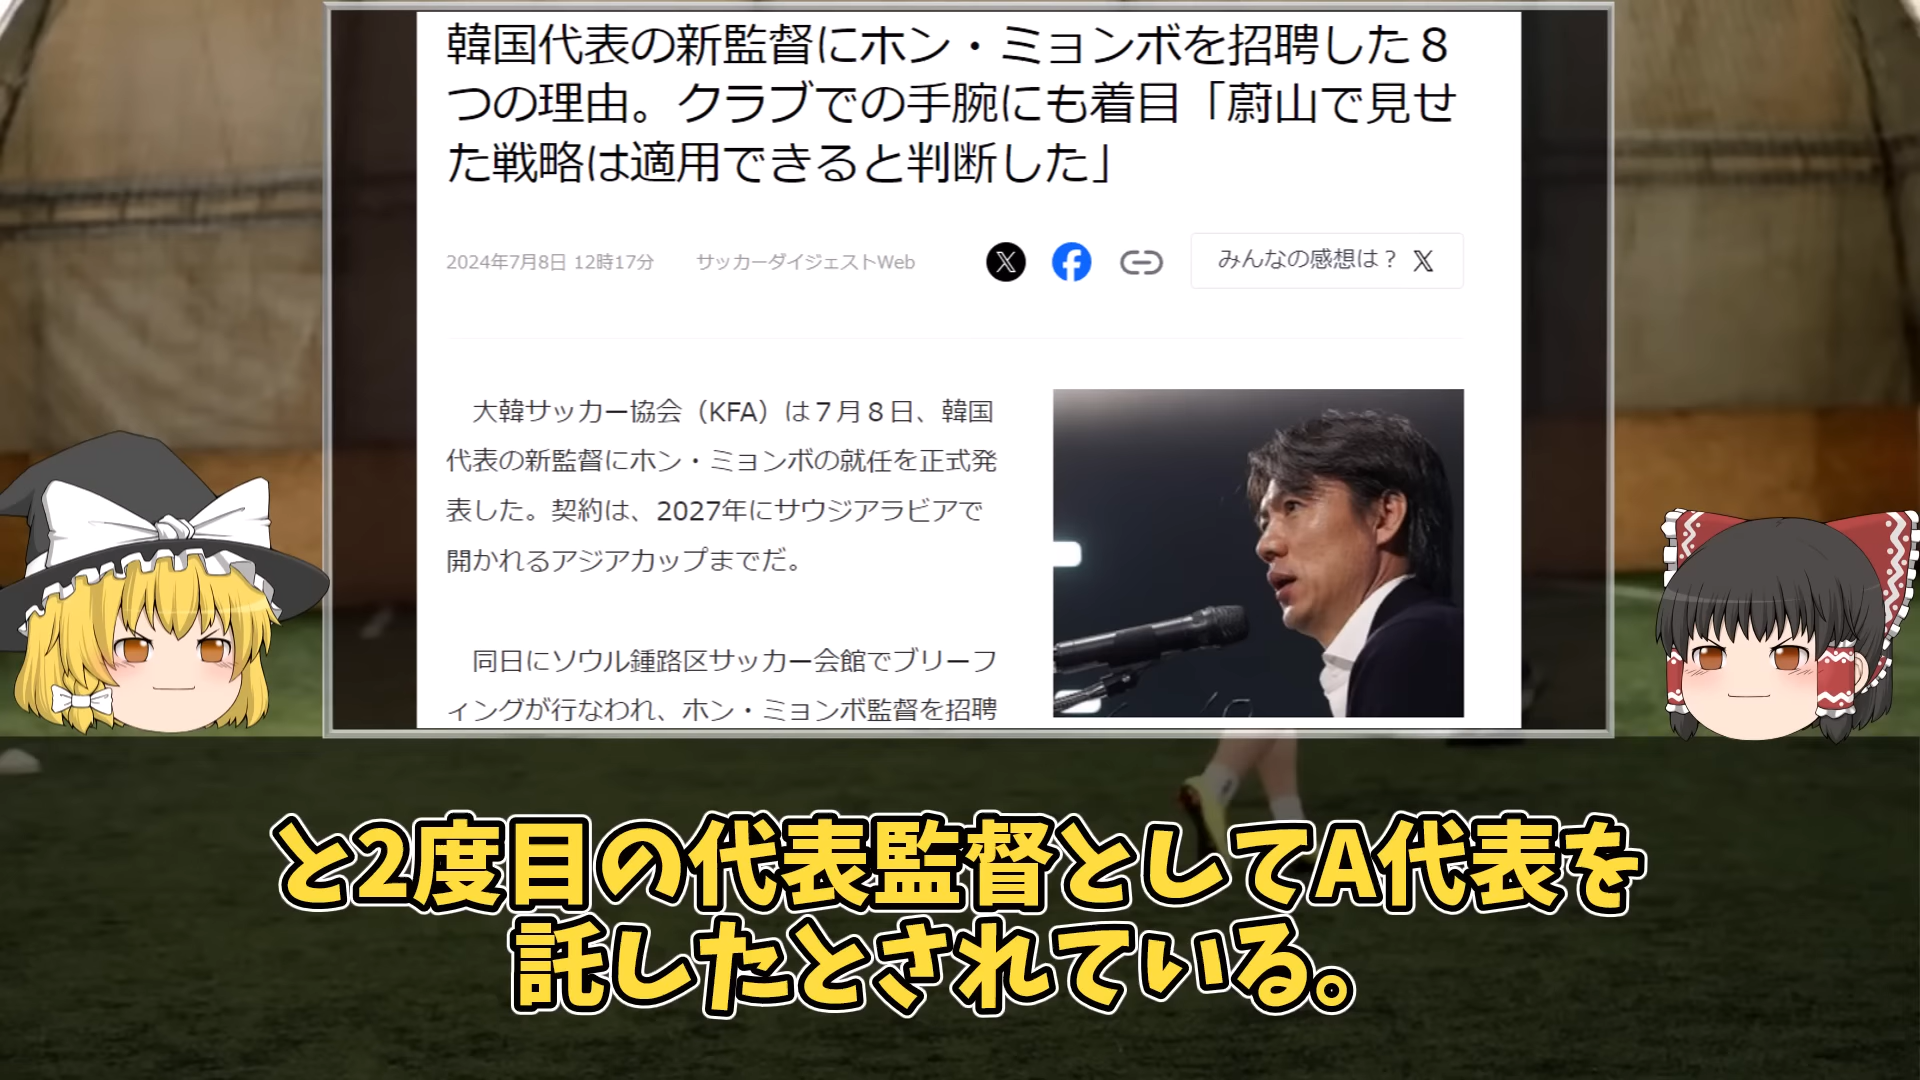 韓国代表の新監督にホン・ミョンボを招聘した８
つの理由。クラブでの手腕にも着目「蔚山で見せ
た戦略は適用できると判断した」
2024年7月8日 12時17分 サッカーダイジェストWeb
みんなの感想は？
大韓サッカー協会（KFA）は７月８日、韓国
代表の新監督にホン・ミョンボの就任を正式発
表した。契約は、2027年にサウジアラビアで
開かれるアジアカップまでだ。
同日にソウル鍾路区サッカー会館でブリーフ
ィングが行なわれ、ホン・ミョンボ監督を招聘
と2度目の代表監督としてA代表を
託したとされている。